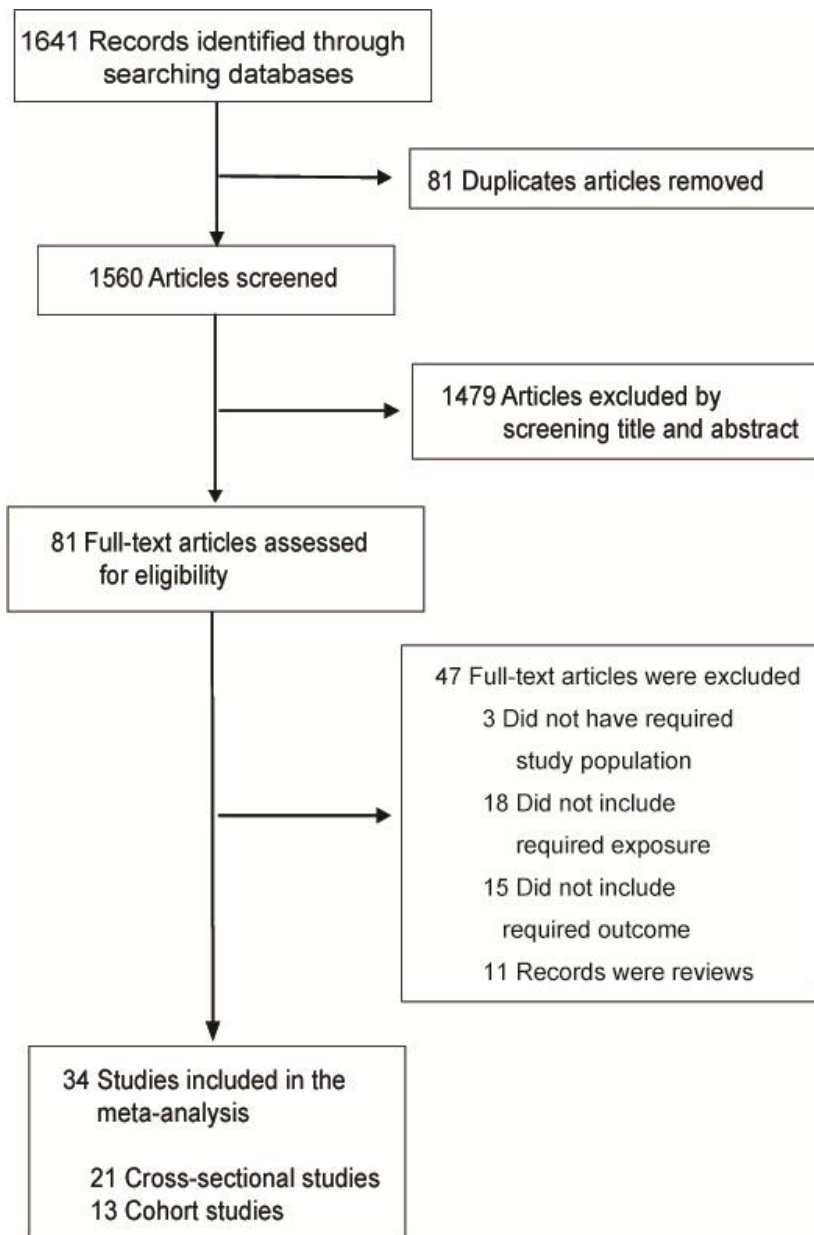 1641 Records identified through
searching databases
81 Duplicates articles removed
1560 Articles screened
1479 Articles excluded by
screening title and abstract
81 Full-text articles assessed
for eligibility
47 Full-text articles were excluded
3 Did not have required
study population
18 Did not include
required exposure
15 Did not include
required outcome
11 Records were reviews
34 Studies included in the
meta-analysis
21 Cross-sectional studies
13 Cohort studies